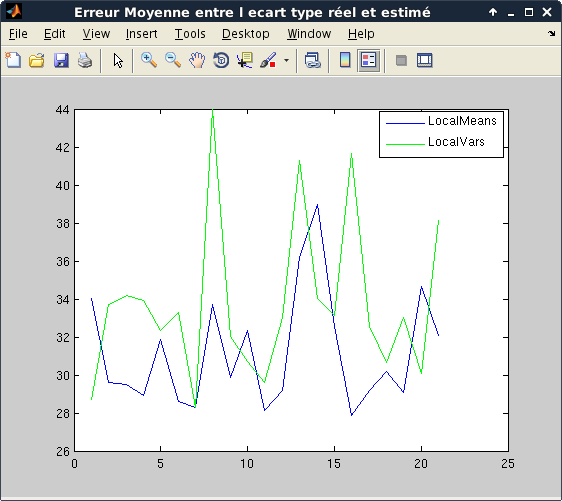 Erreur Moyenne entre l ecart type réel et estimé
File Edit View Insert Tools Desktop Window Help
44
LocalMeans
LocalVars
42
40
38
36
34
32
30
28
26
0 5 10 15 20 25